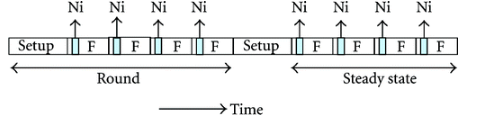 Ni Ni Ni Ni Ni Ni Ni Ni
Setup F F F F Setup F F F F
Round Steady state
Time